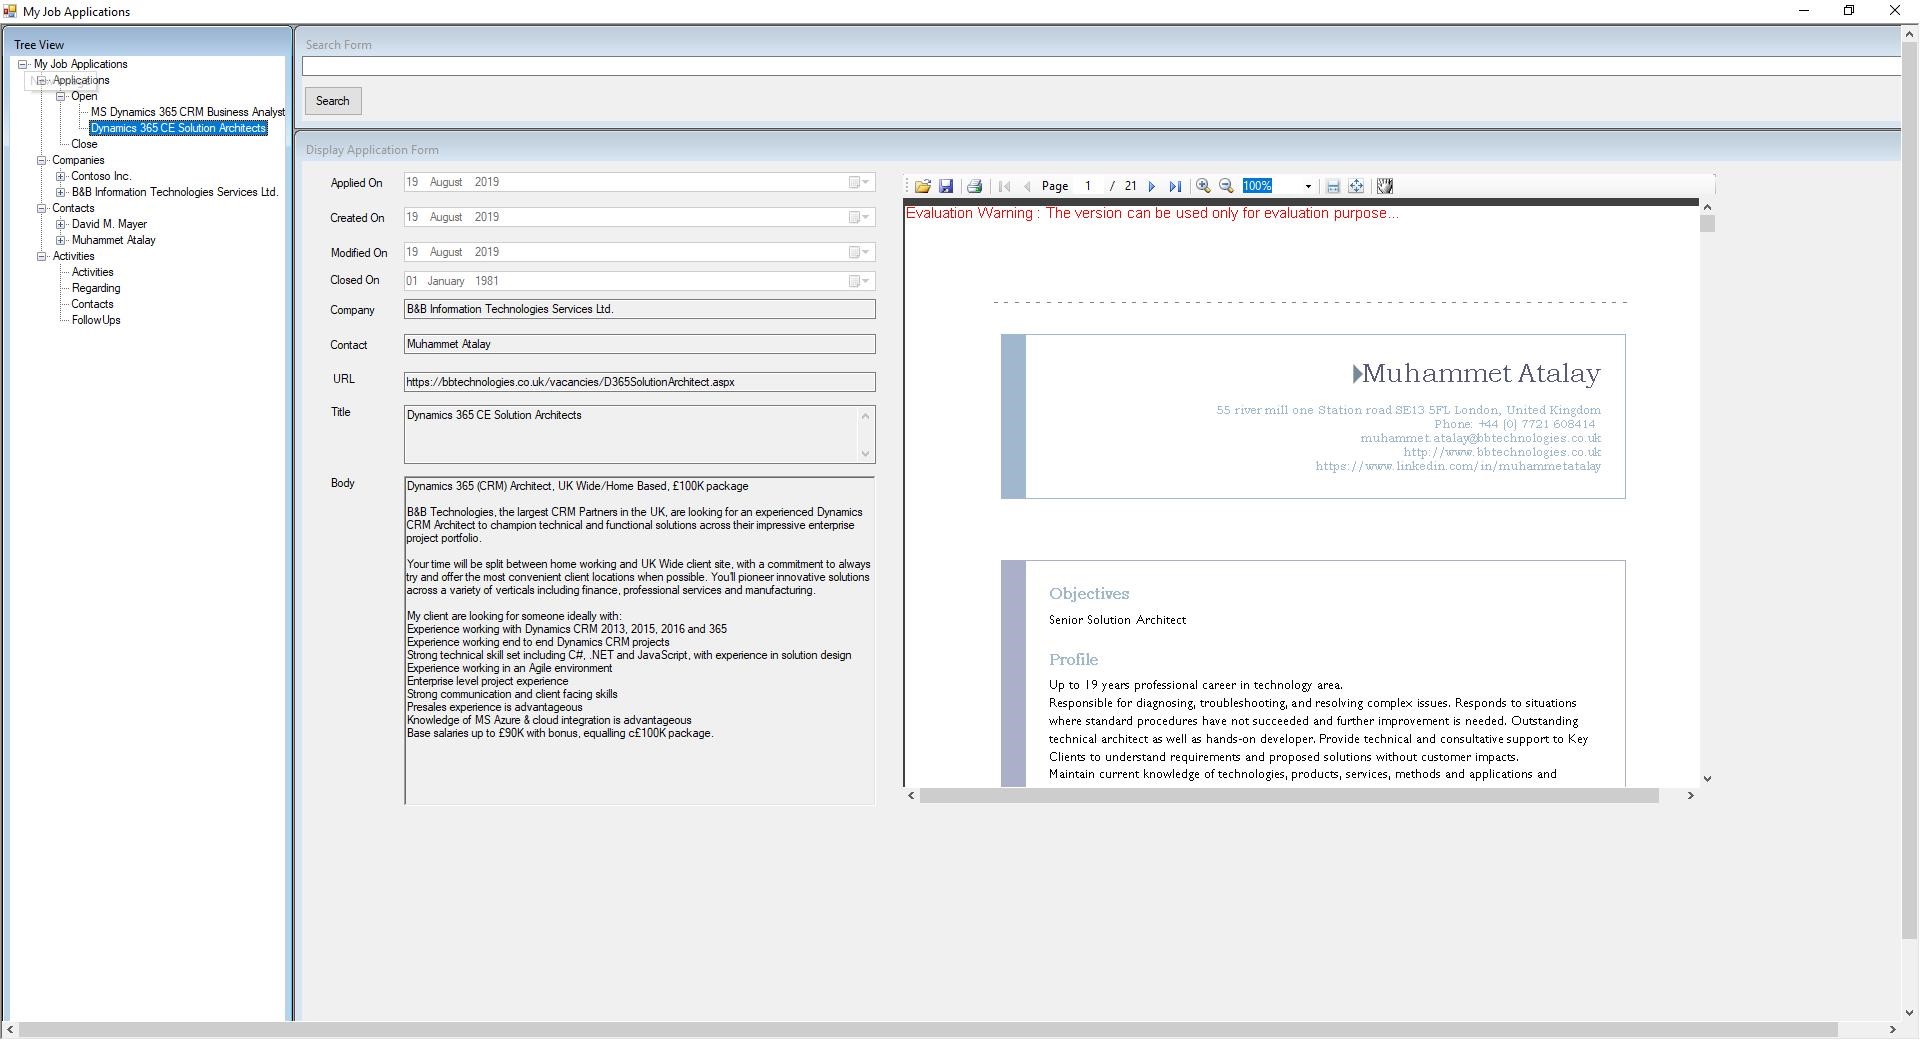 My Job Applications
Tree View
My Job Applications
Applications
Open
MS Dynamics 365 CRM Business Analyst
Dynamics 365 CE Solution Architects
Close
Companies
Contoso Inc.
B&B Information Technologies Services Ltd.
Contacts
David M. Mayer
Muhammet Atalay
Activities
Activities
Regarding
Contacts
FollowUps
Search Form
Search
Display Application Form
Applied On
19 August 2019
Created On
19 August 2019
Modified On
19 August 2019
Closed On
01 January 1981
Company
B&B Information Technologies Services Ltd.
Contact
Muhammet Atalay
URL
https://bbtechnologies.co.uk/vacancies/D365SolutionArchitect.aspx
Title
Dynamics 365 CE Solution Architects
Body
Dynamics 365 (CRM) Architect, UK Wide/Home Based, £100K package
B&B Technologies, the largest CRM Partners in the UK, are looking for an experienced Dynamics
CRM Architect to champion technical and functional solutions across their impressive enterprise
project portfolio.
Your time will be split between home working and UK Wide client site, with a commitment to always
try and offer the most convenient client locations when possible. You'll pioneer innovative solutions
across a variety of verticals including finance, professional services and manufacturing.
My client are looking for someone ideally with:
Experience working with Dynamics CRM 2013, 2015, 2016 and 365
Experience working end to end Dynamics CRM projects
Strong technical skill set including C#, .NET and JavaScript, with experience in solution design
Experience working in an Agile environment
Enterprise level project experience
Strong communication and client facing skills
Presales experience is advantageous
Knowledge of MS Azure & cloud integration is advantageous
Base salaries up to £90K with bonus, equalling c£100K package.
Page 1 / 21 100%
Evaluation Warning : The version can be used only for evaluation purpose...
Muhammet Atalay
55 river mill one Station road SE13 5FL London, United Kingdom
Phone: +44 (0) 7721 608414
muhammet.atalay@bbtechnologies.co.uk
http://www.bbtechnologies.co.uk
https://www.linkedin.com/in/muhammetatalay
Objectives
Senior Solution Architect
Profile
Up to 19 years professional career in technology area.
Responsible for diagnosing, troubleshooting, and resolving complex issues. Responds to situations
where standard procedures have not succeeded and further improvement is needed. Outstanding
technical architect as well as hands-on developer. Provide technical and consultative support to Key
Clients to understand requirements and proposed solutions without customer impacts.
Maintain current knowledge of technologies, products, services, methods and applications and